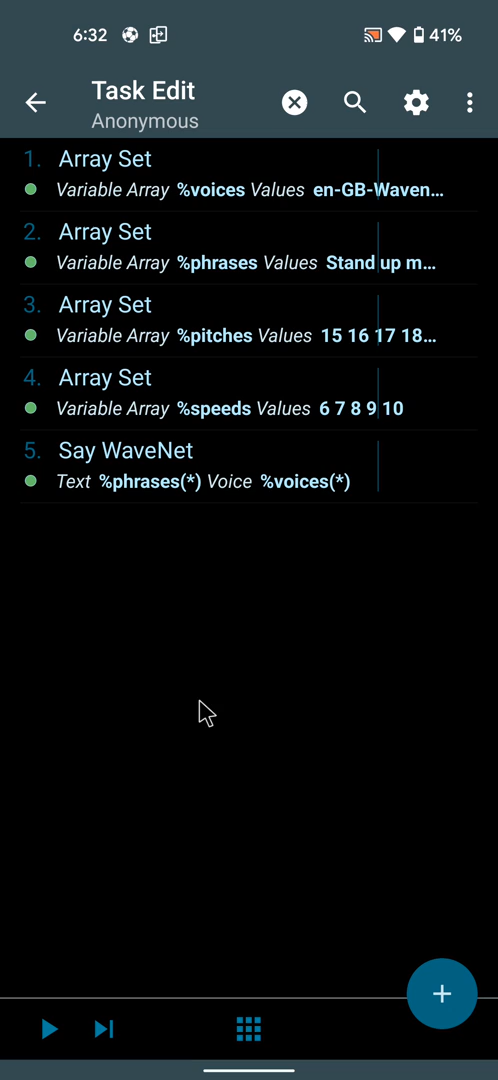 6:32 41%
Task Edit
Anonymous
1. Array Set
Variable Array %voices Values en-GB-Waven...
2. Array Set
Variable Array %phrases Values Stand up m...
3. Array Set
Variable Array %pitches Values 15 16 17 18...
4. Array Set
Variable Array %speeds Values 6 7 8 9 10
5. Say WaveNet
Text %phrases(*) Voice %voices(*)